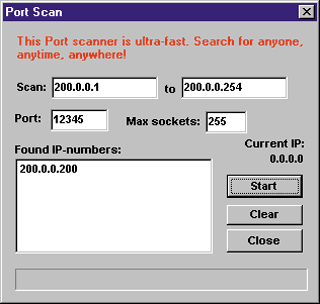 Port Scan
This Port scanner is ultra-fast. Search for anyone,
anytime, anywhere!
Scan: 200.0.0.1 to 200.0.0.254
Port: 12345 Max sockets: 255
Found IP-numbers:
Current IP:
0.0.0.0
200.0.0.200
Start
Clear
Close